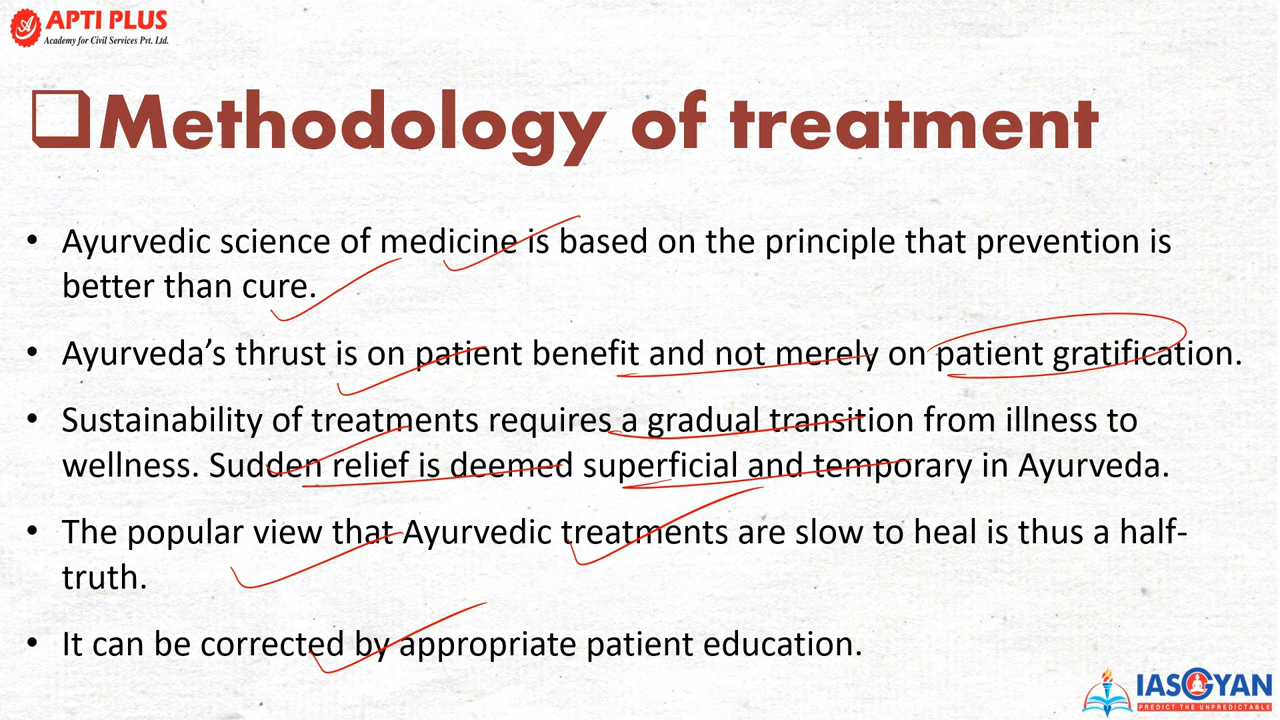 APTI PLUS
Academy for Civil Services Pvt. Ltd.
Methodology of treatment
• Ayurvedic science of medicine is based on the principle that prevention is
better than cure.
• Ayurveda’s thrust is on patient benefit and not merely on patient gratification.
• Sustainability of treatments requires a gradual transition from illness to
wellness. Sudden relief is deemed superficial and temporary in Ayurveda.
• The popular view that Ayurvedic treatments are slow to heal is thus a half-
truth.
• It can be corrected by appropriate patient education.
IASGYAN
PREDICT THE UNPREDICTABLE